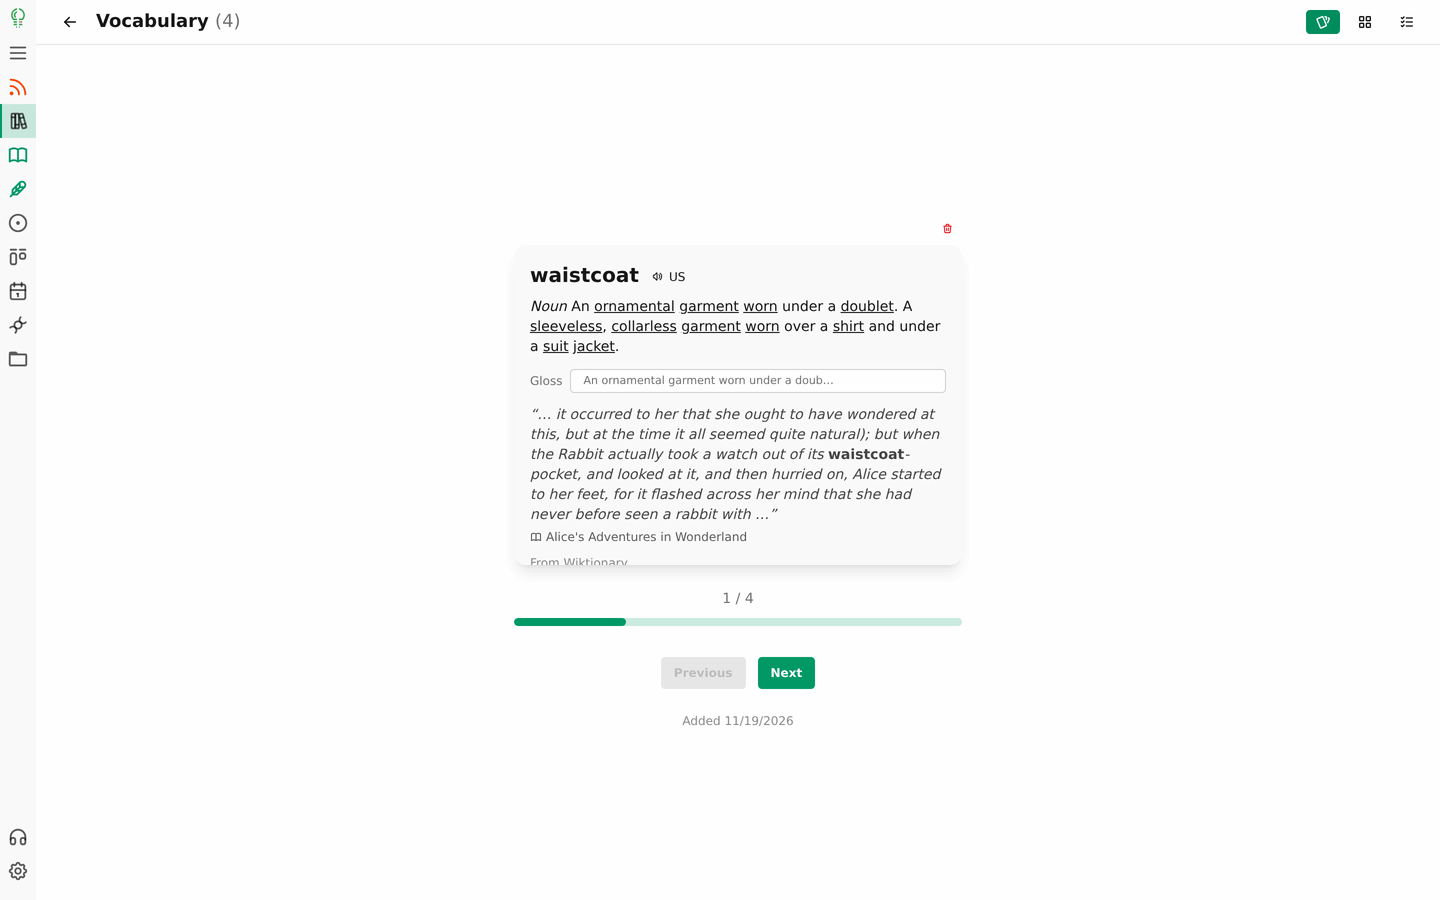 Vocabulary (4)
waistcoat US
Noun An ornamental garment worn under a doublet. A
sleeveless, collarless garment worn over a shirt and under
a suit jacket.
Gloss An ornamental garment worn under a doub...
“... it occurred to her that she ought to have wondered at
this, but at the time it all seemed quite natural); but when
the Rabbit actually took a watch out of its waistcoat-
pocket, and looked at it, and then hurried on, Alice started
to her feet, for it flashed across her mind that she had
never before seen a rabbit with ...”
Alice's Adventures in Wonderland
From Wiktionary
1 / 4
Previous Next
Added 11/19/2026